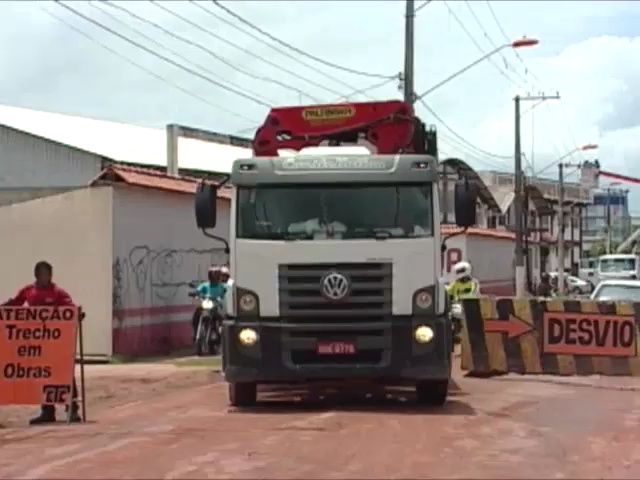 PALFINGER
Constellation
ATENÇÃO
Trecho
em
Obras
DESVIO